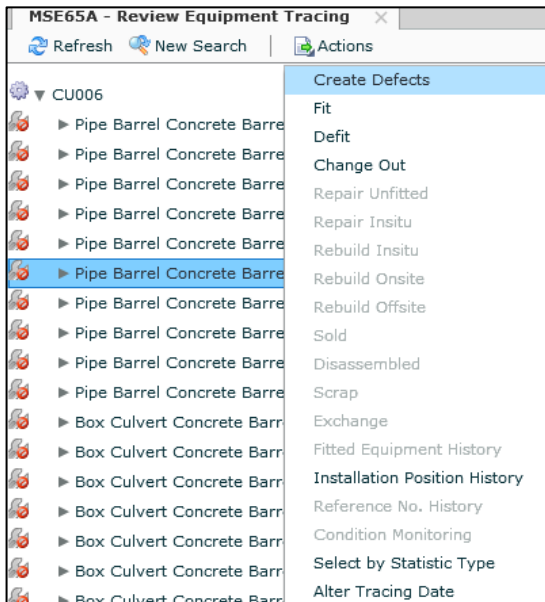 MSE65A - Review Equipment Tracing
Refresh New Search Actions
CU006
Pipe Barrel Concrete Barre
Pipe Barrel Concrete Barre
Pipe Barrel Concrete Barre
Pipe Barrel Concrete Barre
Pipe Barrel Concrete Barre
Pipe Barrel Concrete Barre
Pipe Barrel Concrete Barre
Pipe Barrel Concrete Barre
Pipe Barrel Concrete Barre
Pipe Barrel Concrete Barre
Box Culvert Concrete Barr
Box Culvert Concrete Barr
Box Culvert Concrete Barr
Box Culvert Concrete Barr
Box Culvert Concrete Barr
Box Culvert Concrete Barr
Box Culvert Concrete Barr
Create Defects
Fit
Defit
Change Out
Repair Unfitted
Repair Insitu
Rebuild Insitu
Rebuild Onsite
Rebuild Offsite
Sold
Disassembled
Scrap
Exchange
Fitted Equipment History
Installation Position History
Reference No. History
Condition Monitoring
Select by Statistic Type
Alter Tracing Date